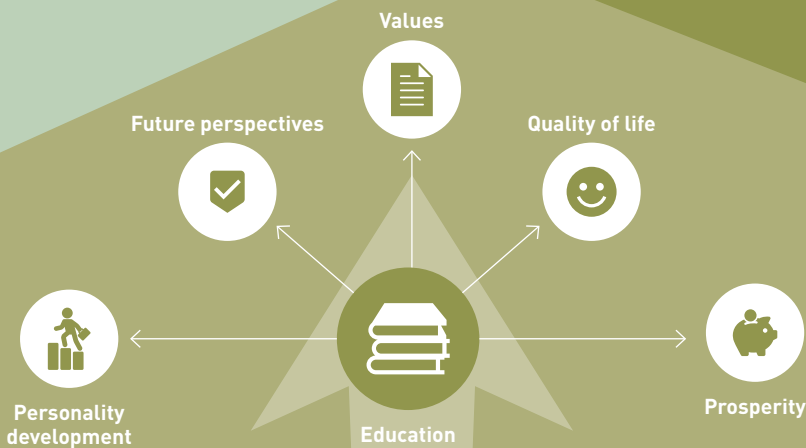 Values
Future perspectives
Quality of life
Personality
development
Education
Prosperity